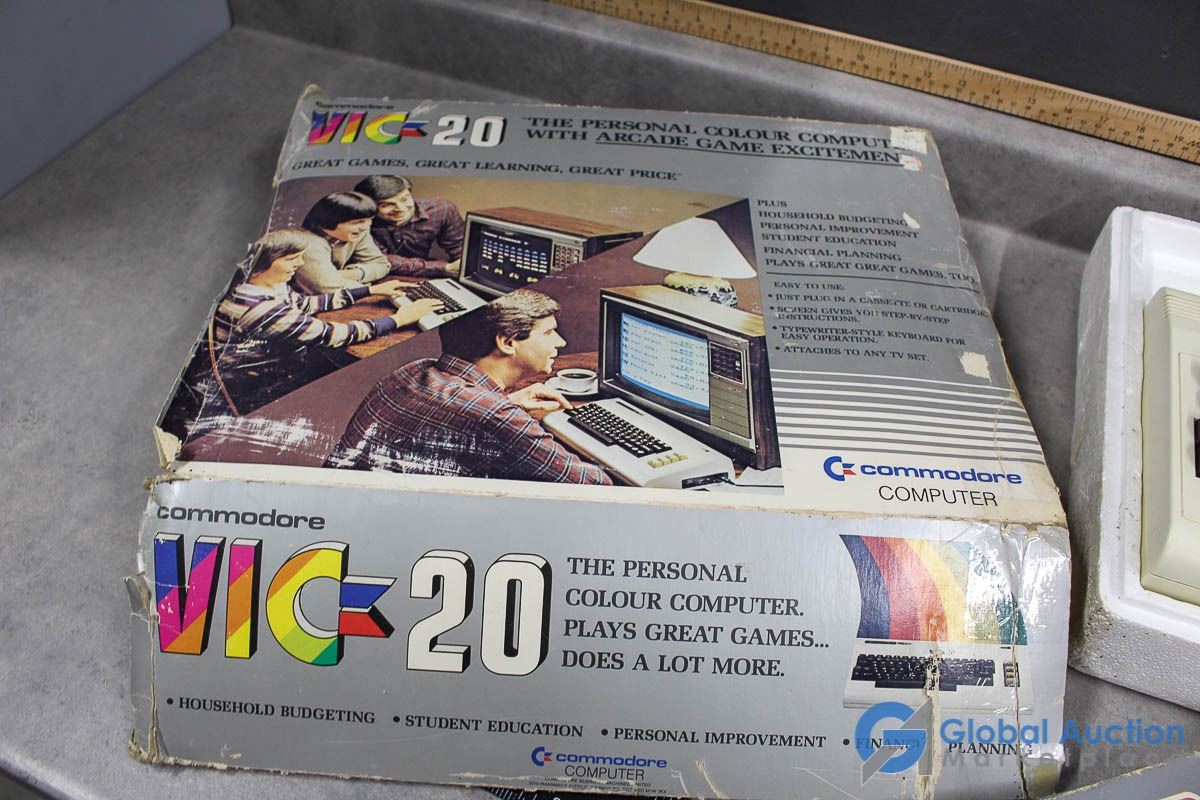 commodore
VIC-20
"THE PERSONAL COLOUR COMPUT
WITH ARCADE GAME EXCITEMEN
GREAT GAMES, GREAT LEARNING, GREAT PRICE"
PLUS
HOUSEHOLD BUDGETING
PERSONAL IMPROVEMENT
STUDENT EDUCATION
FINANCIAL PLANNING
PLAYS GREAT GREAT GAMES, TOO.
EASY TO USE:
• JUST PLUG IN A CASSETTE OR CARTRIDGE
• SCREEN GIVES YOU STEP-BY-STEP
INSTRUCTIONS.
• TYPEWRITER-STYLE KEYBOARD FOR
EASY OPERATION.
• ATTACHES TO ANY TV SET.
commodore
COMPUTER
commodore
VIC-20
THE PERSONAL
COLOUR COMPUTER.
PLAYS GREAT GAMES...
DOES A LOT MORE.
• HOUSEHOLD BUDGETING • STUDENT EDUCATION • PERSONAL IMPROVEMENT • FINANCI PLANNIN
commodore
COMPUTER
Global Auction
Marketplace